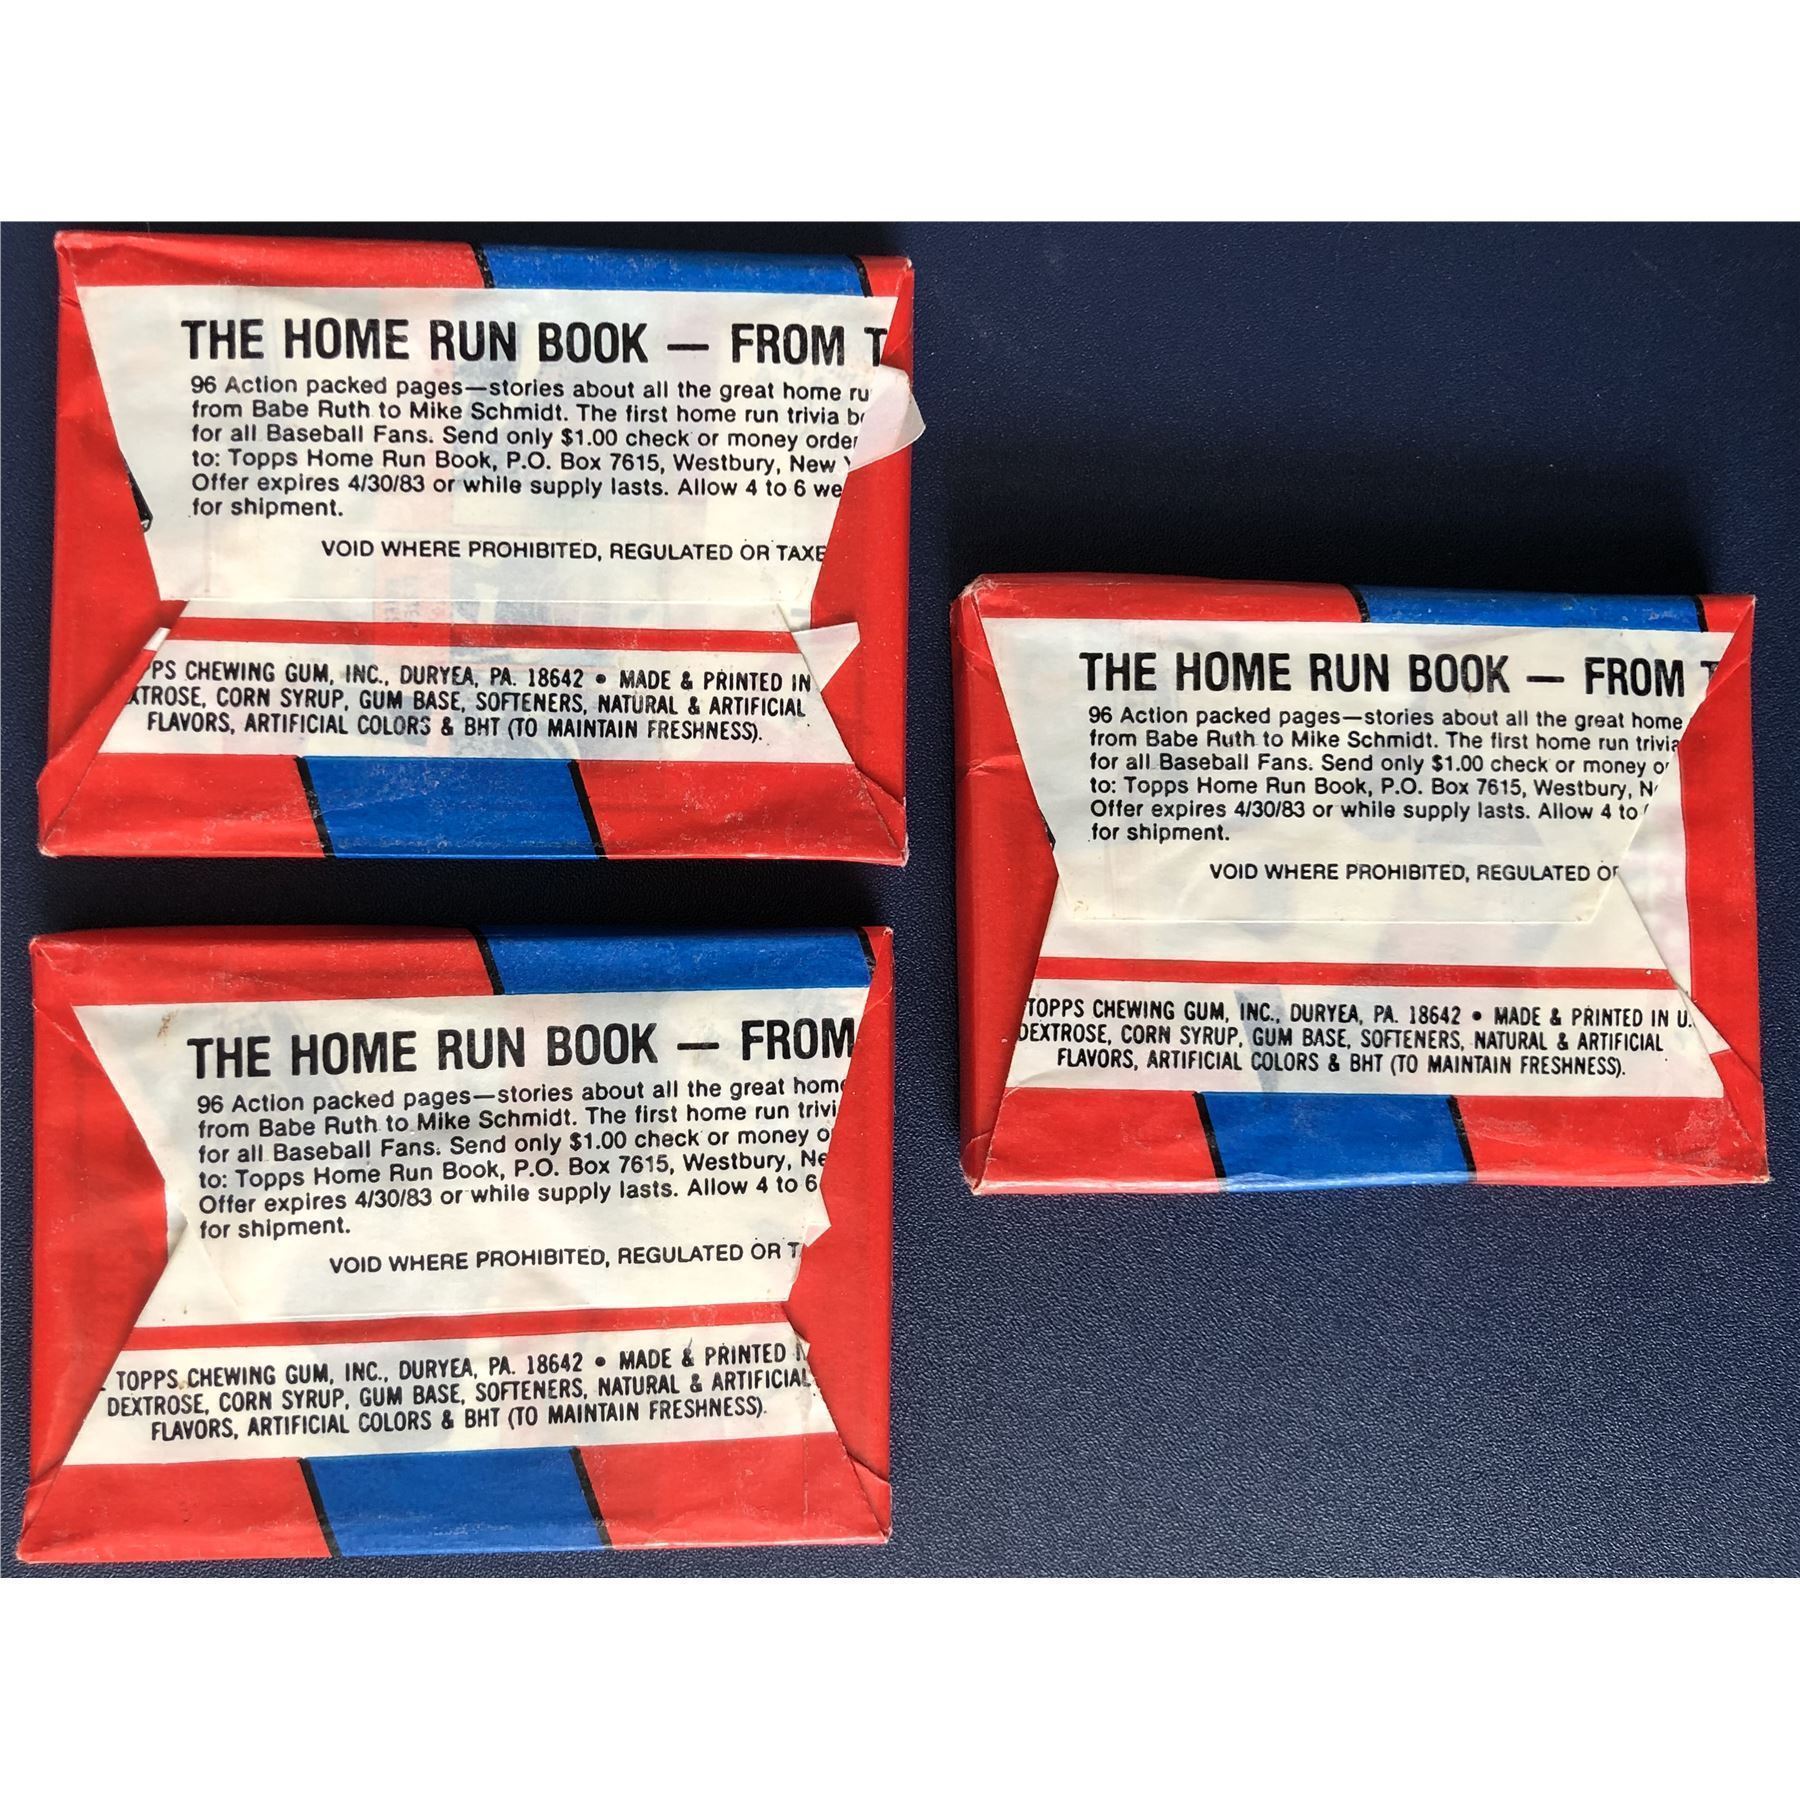 THE HOME RUN BOOK — FROM
96 Action packed pages—stories about all the great home
from Babe Ruth to Mike Schmidt. The first home run trivia
for all Baseball Fans. Send only $1.00 check or money order
to: Topps Home Run Book, P.O. Box 7615, Westbury, New
Offer expires 4/30/83 or while supply lasts. Allow 4 to 6
for shipment.
VOID WHERE PROHIBITED, REGULATED OR
CHEWING GUM, INC., DURYEA, PA. 18642 • MADE & PRINTED IN
CORN SYRUP, GUM BASE, SOFTENERS, NATURAL & ARTIFICIAL
FLAVORS, ARTIFICIAL COLORS & BHT (TO MAINTAIN FRESHNESS).
THE HOME RUN BOOK — FROM
96 Action packed pages—stories about all the great home
from Babe Ruth to Mike Schmidt. The first home run
for all Baseball Fans. Send only $1.00 check or money
to: Topps Home Run Book, P.O. Box 7615, Westbury,
Offer expires 4/30/83 or while supply lasts. Allow 4 to
for shipment.
VOID WHERE PROHIBITED, REGULATED
TOPPS CHEWING GUM, INC., DURYEA, PA. 18642 • MADE & PRINTED IN U.
DEXTROSE, CORN SYRUP, GUM BASE, SOFTENERS, NATURAL & ARTIFICIAL
FLAVORS, ARTIFICIAL COLORS & BHT (TO MAINTAIN FRESHNESS).
THE HOME RUN BOOK — FROM
96 Action packed pages—stories about all the great
from Babe Ruth to Mike Schmidt. The first home run
for all Baseball Fans. Send only $1.00 check or money
to: Topps Home Run Book, P.O. Box 7615, Westbury,
Offer expires 4/30/83 or while supply lasts. Allow 4 to 6
for shipment.
VOID WHERE PROHIBITED, REGULATED OR
TOPPS CHEWING GUM, INC., DURYEA, PA. 18642 • MADE & PRINTED
DEXTROSE, CORN SYRUP, GUM BASE, SOFTENERS, NATURAL & ARTIFICIAL
FLAVORS, ARTIFICIAL COLORS & BHT (TO MAINTAIN FRESHNESS).